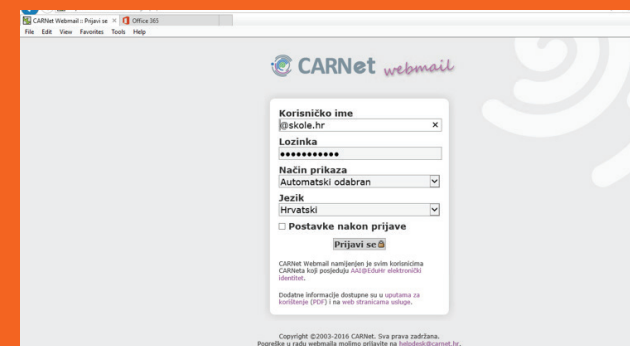 CARNet Webmail :: Prijavi se × Office 365
File Edit View Favorites Tools Help
CARNet webmail
Korisničko ime
@skole.hr ×
Lozinka
●●●●●●●●●●●
Način prikaza
Automatski odabran
Jezik
Hrvatski
Postavke nakon prijave
Prijavi se
CARNet Webmail namijenjen je svim korisnicima
CARNeta koji posjeduju AAI@EduHr elektronički
identitet.
Dodatne informacije dostupne su u uputama za
korištenje (PDF) i na web stranicama usluge.
Copyright ©2003-2016 CARNet. Sva prava zadržana.
Pogreške u radu webmaila molimo prijavite na helpdesk@carnet.hr.